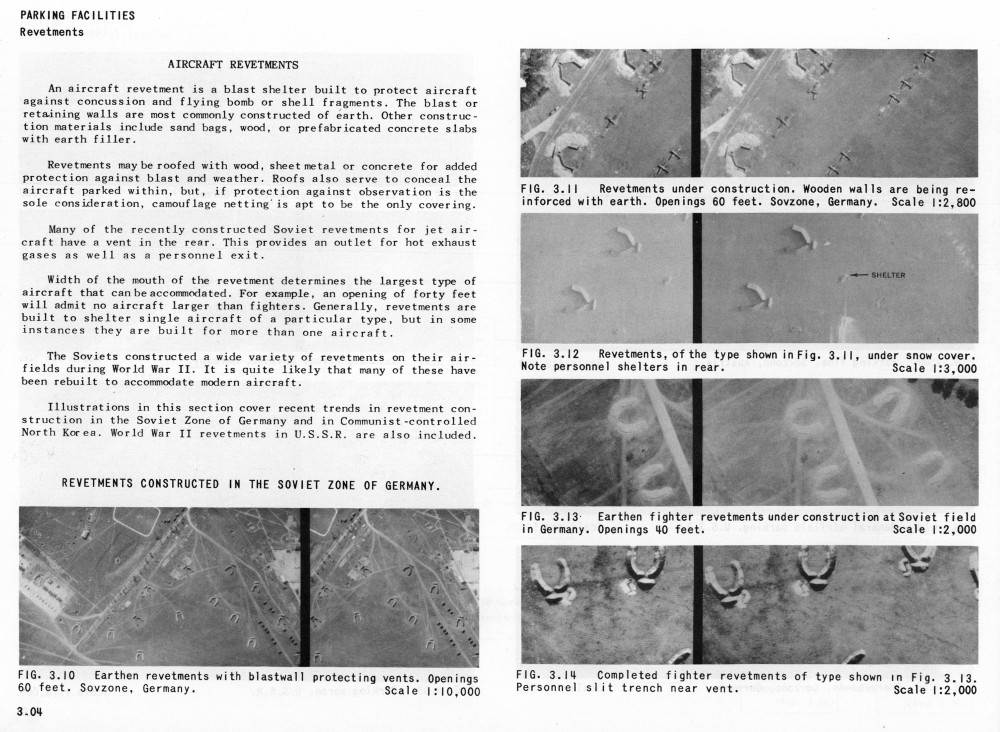 PARKING FACILITIES
Revetments
AIRCRAFT REVETMENTS
An aircraft revetment is a blast shelter built to protect aircraft
against concussion and flying bomb or shell fragments. The blast or
retaining walls are most commonly constructed of earth. Other construc-
tion materials include sand bags, wood, or prefabricated concrete slabs
with earth filler.
Revetments may be roofed with wood, sheet metal or concrete for added
protection against blast and weather. Roofs also serve to conceal the
aircraft parked within, but, if protection against observation is the
sole consideration, camouflage netting is apt to be the only covering.
Many of the recently constructed Soviet revetments for jet air-
craft have a vent in the rear. This provides an outlet for hot exhaust
gases as well as a personnel exit.
Width of the mouth of the revetment determines the largest type of
aircraft that can be accommodated. For example, an opening of forty feet
will admit no aircraft larger than fighters. Generally, revetments are
built to shelter single aircraft of a particular type, but in some
instances they are built for more than one aircraft.
The Soviets constructed a wide variety of revetments on their air-
fields during World War II. It is quite likely that many of these have
been rebuilt to accommodate modern aircraft.
Illustrations in this section cover recent trends in revetment con-
struction in the Soviet Zone of Germany and in Communist-controlled
North Korea. World War II revetments in U.S.S.R. are also included.
REVETMENTS CONSTRUCTED IN THE SOVIET ZONE OF GERMANY.
FIG. 3.10 Earthen revetments with blastwall protecting vents. Openings
60 feet. Sovzone, Germany. Scale 1:10,000
3.04
FIG. 3.11 Revetments under construction. Wooden walls are being re-
inforced with earth. Openings 60 feet. Sovzone, Germany. Scale 1:2,800
SHELTER
FIG. 3.12 Revetments, of the type shown in Fig. 3.11, under snow cover.
Note personnel shelters in rear. Scale 1:3,000
FIG. 3.13 Earthen fighter revetments under construction at Soviet field
in Germany. Openings 40 feet. Scale 1:2,000
FIG. 3.14 Completed fighter revetments of type shown in Fig. 3.13.
Personnel slit trench near vent. Scale 1:2,000